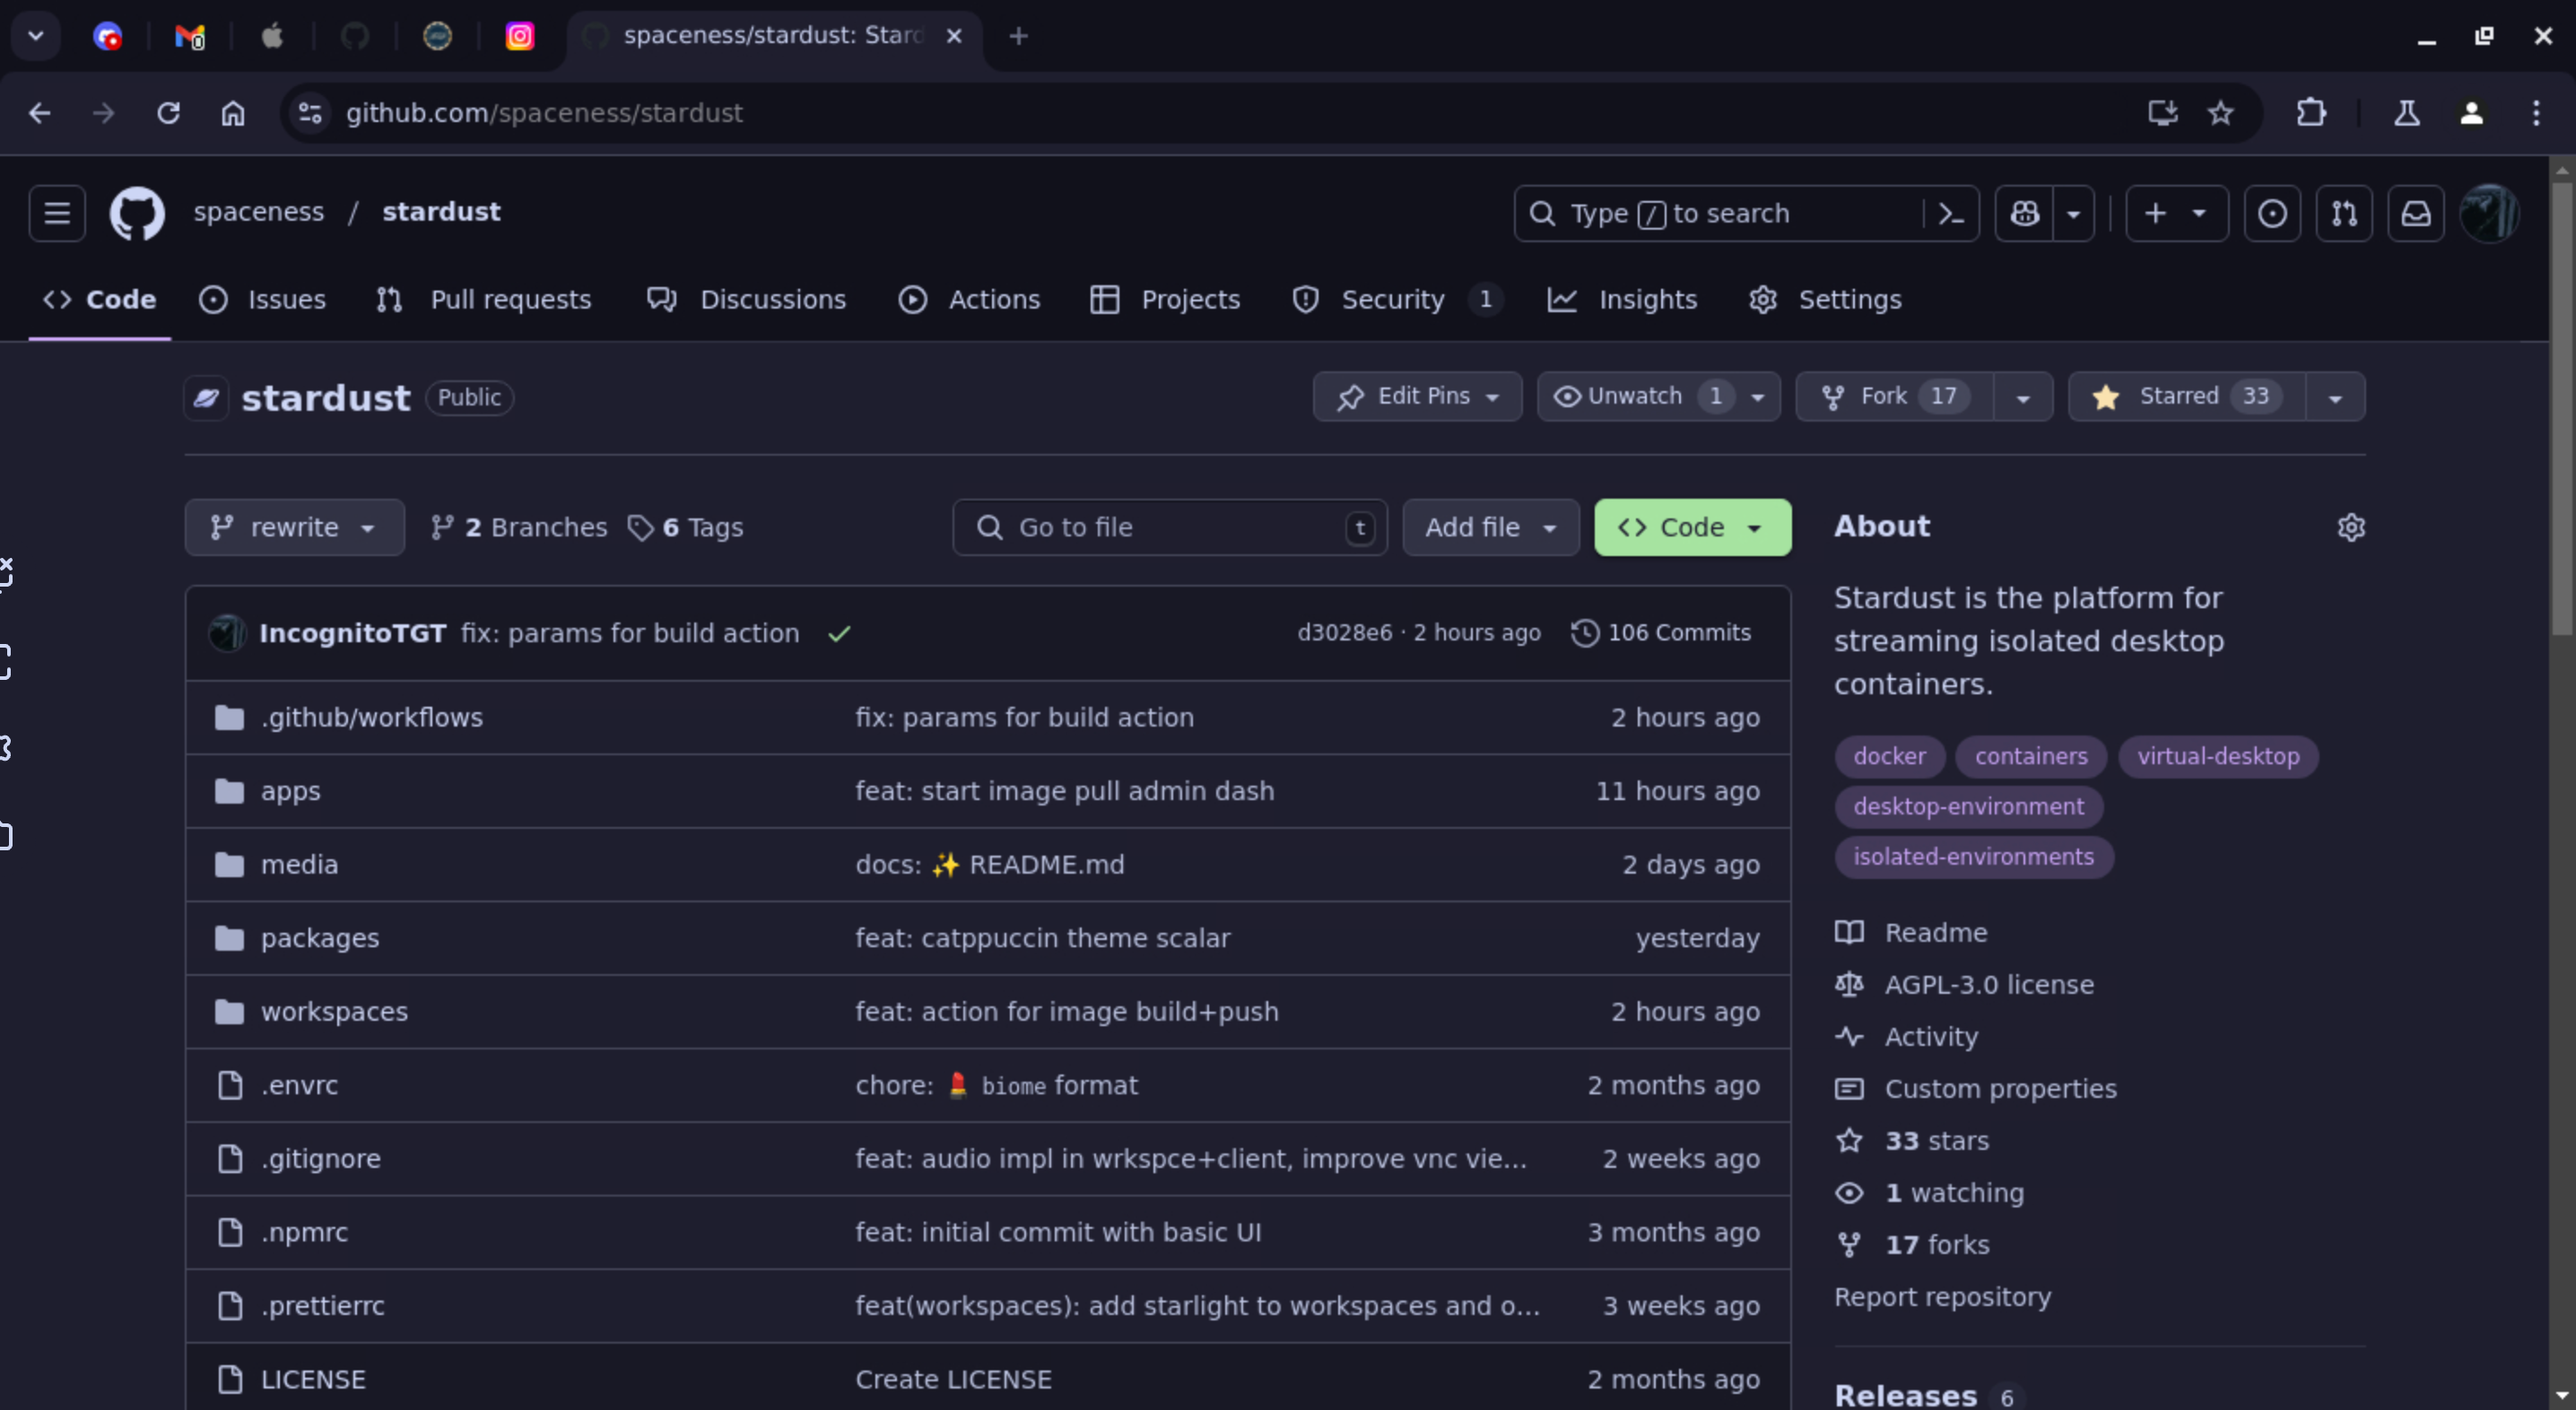 spaceness/stardust: Stard
github.com/spaceness/stardust
spaceness / stardust
Type / to search
Code Issues Pull requests Discussions Actions Projects Security 1 Insights Settings
stardust Public
Edit Pins Unwatch 1 Fork 17 Starred 33
rewrite 2 Branches 6 Tags
Go to file t Add file Code
IncognitoTGT fix: params for build action d3028e6 · 2 hours ago 106 Commits
.github/workflows fix: params for build action 2 hours ago
apps feat: start image pull admin dash 11 hours ago
media docs: ✨ README.md 2 days ago
packages feat: catppuccin theme scalar yesterday
workspaces feat: action for image build+push 2 hours ago
.envrc chore: 💄 biome format 2 months ago
.gitignore feat: audio impl in wrkspce+client, improve vnc vie... 2 weeks ago
.npmrc feat: initial commit with basic UI 3 months ago
.prettierrc feat(workspaces): add starlight to workspaces and o... 3 weeks ago
LICENSE Create LICENSE 2 months ago
About
Stardust is the platform for
streaming isolated desktop
containers.
docker containers virtual-desktop
desktop-environment
isolated-environments
Readme
AGPL-3.0 license
Activity
Custom properties
33 stars
1 watching
17 forks
Report repository
Releases 6